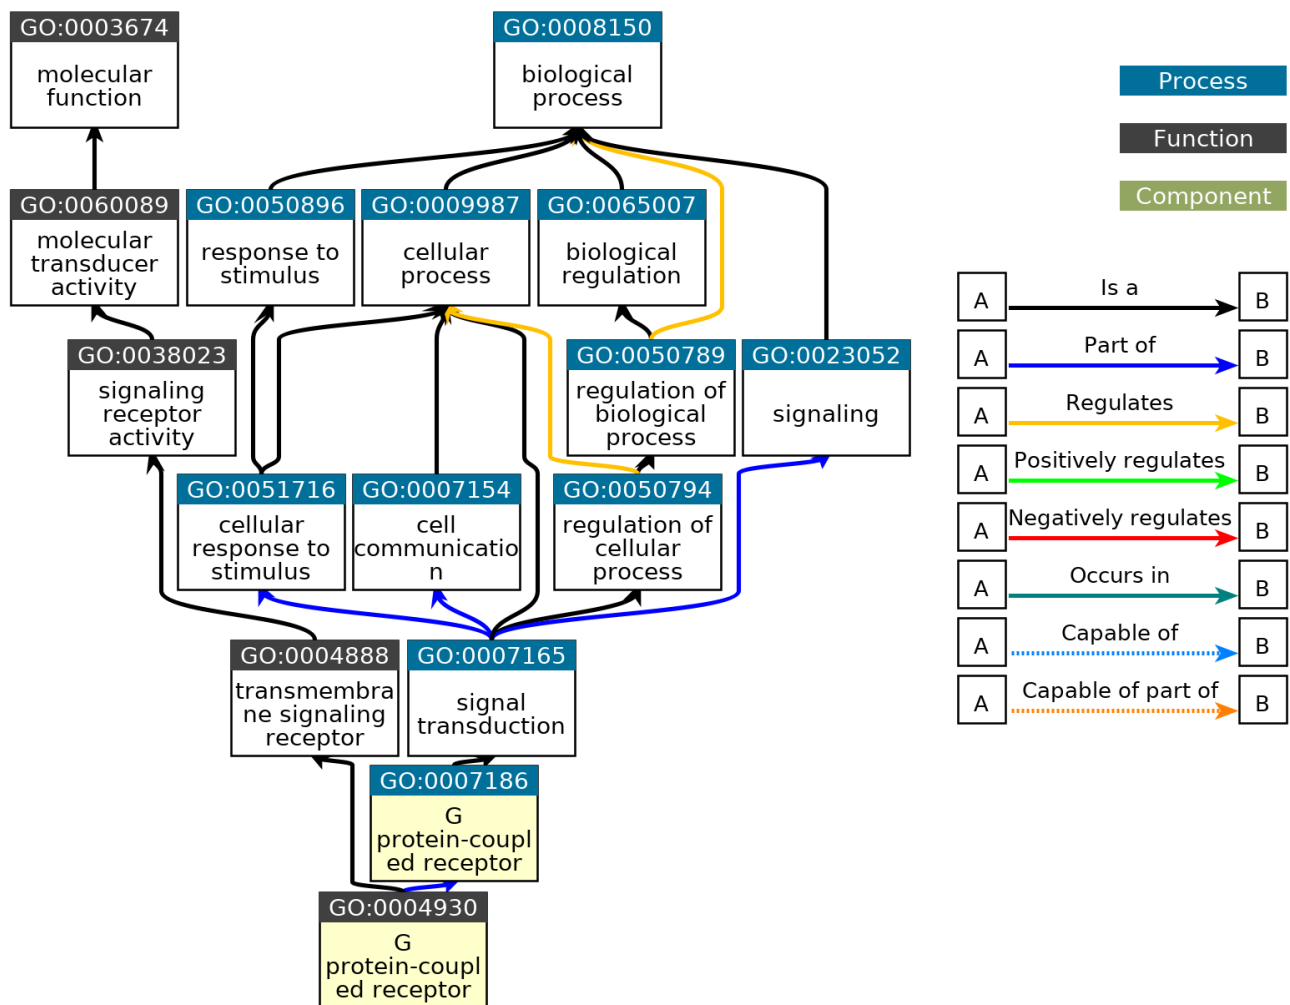 GO:0003674
molecular
function
GO:0008150
biological
process
Process
Function
Component
GO:0060089
molecular
transducer
activity
GO:0050896
response to
stimulus
GO:0009987
cellular
process
GO:0065007
biological
regulation
GO:0038023
signaling
receptor
activity
GO:0050789
regulation of
biological
process
GO:0023052
signaling
GO:0051716
cellular
response to
stimulus
GO:0007154
cell
communicatio
n
GO:0050794
regulation of
cellular
process
GO:0004888
transmembra
ne signaling
receptor
GO:0007165
signal
transduction
GO:0007186
G
protein-coupl
ed receptor
GO:0004930
G
protein-coupl
ed receptor
A Is a B
A Part of B
A Regulates B
A Positively regulates B
A Negatively regulates B
A Occurs in B
A Capable of B
A Capable of part of B